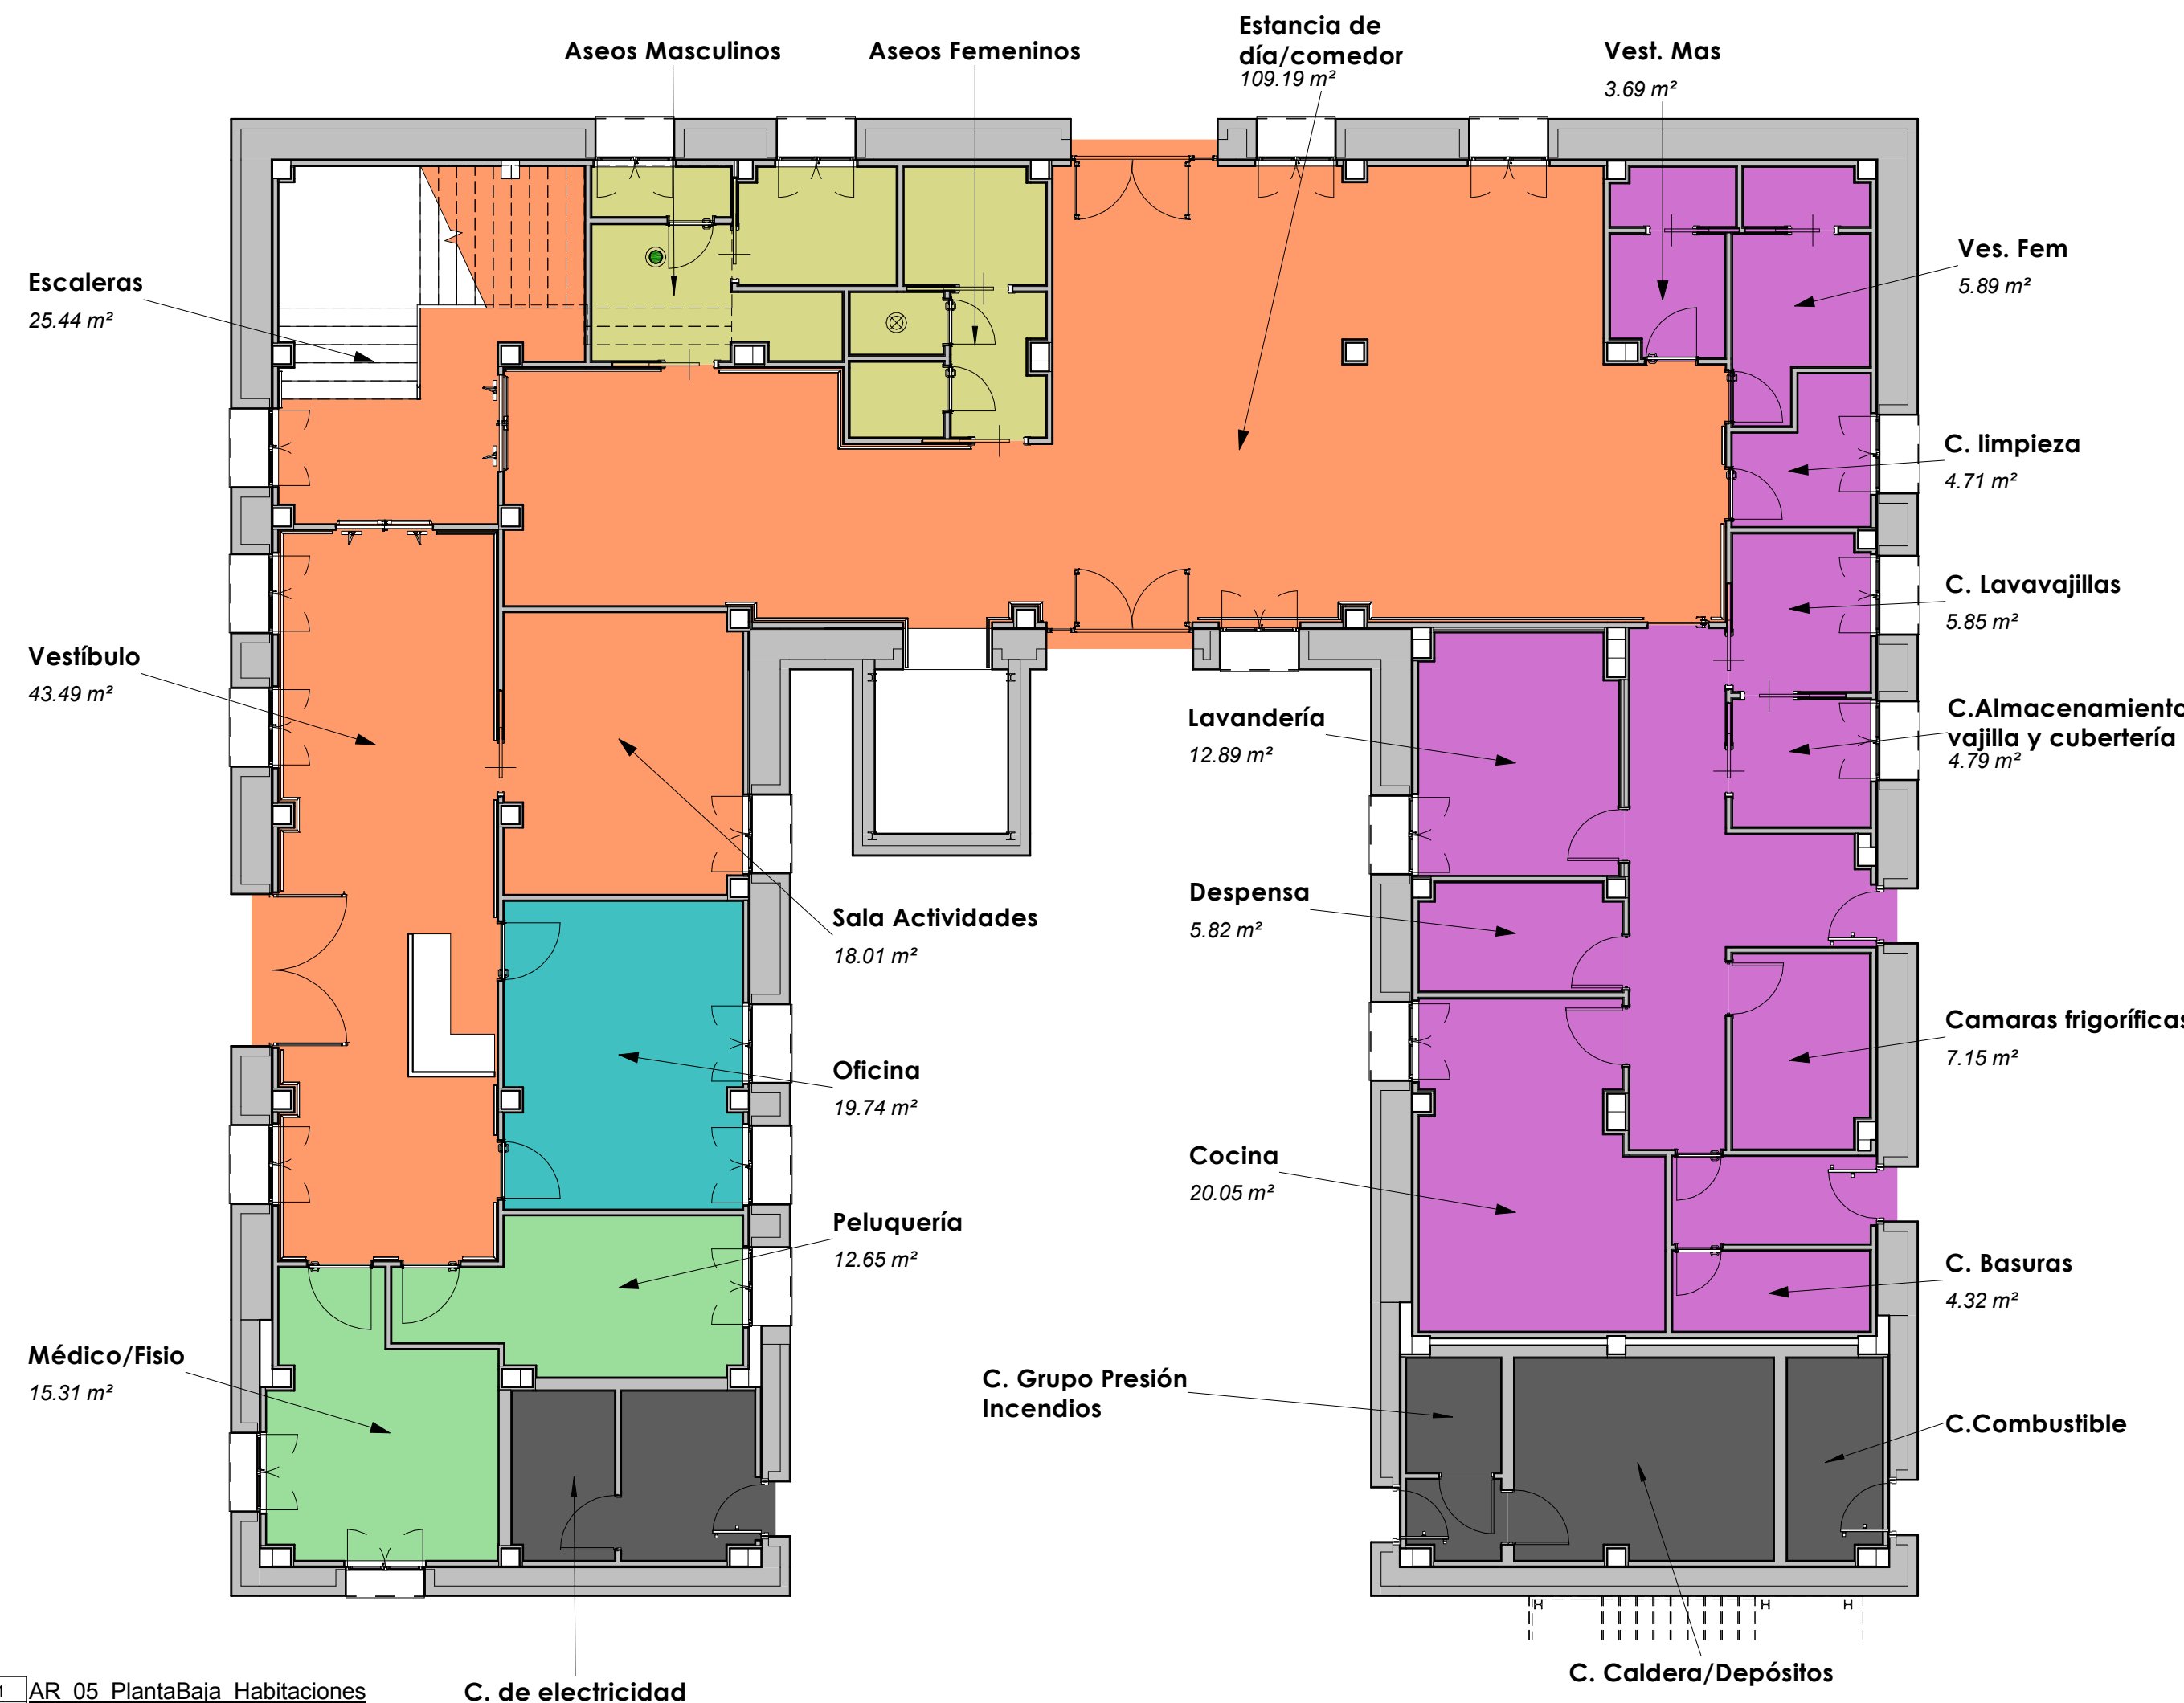 Estancia de
día/comedor
109.19 m²
Aseos Masculinos
Aseos Femeninos
Vest. Mas
3.69 m²
Ves. Fem
5.89 m²
Escaleras
25.44 m²
C. limpieza
4.71 m²
C. Lavavajillas
5.85 m²
Vestíbulo
43.49 m²
C.Almacenamiento
vajilla y cubertería
4.79 m²
Lavandería
12.89 m²
Despensa
5.82 m²
Sala Actividades
18.01 m²
Camaras frigoríficas
7.15 m²
Oficina
19.74 m²
Cocina
20.05 m²
Peluquería
12.65 m²
C. Basuras
4.32 m²
Médico/Fisio
15.31 m²
C. Grupo Presión
Incendios
C.Combustible
C. Caldera/Depósitos
C. de electricidad
1 AR_05_PlantaBaja_Habitaciones